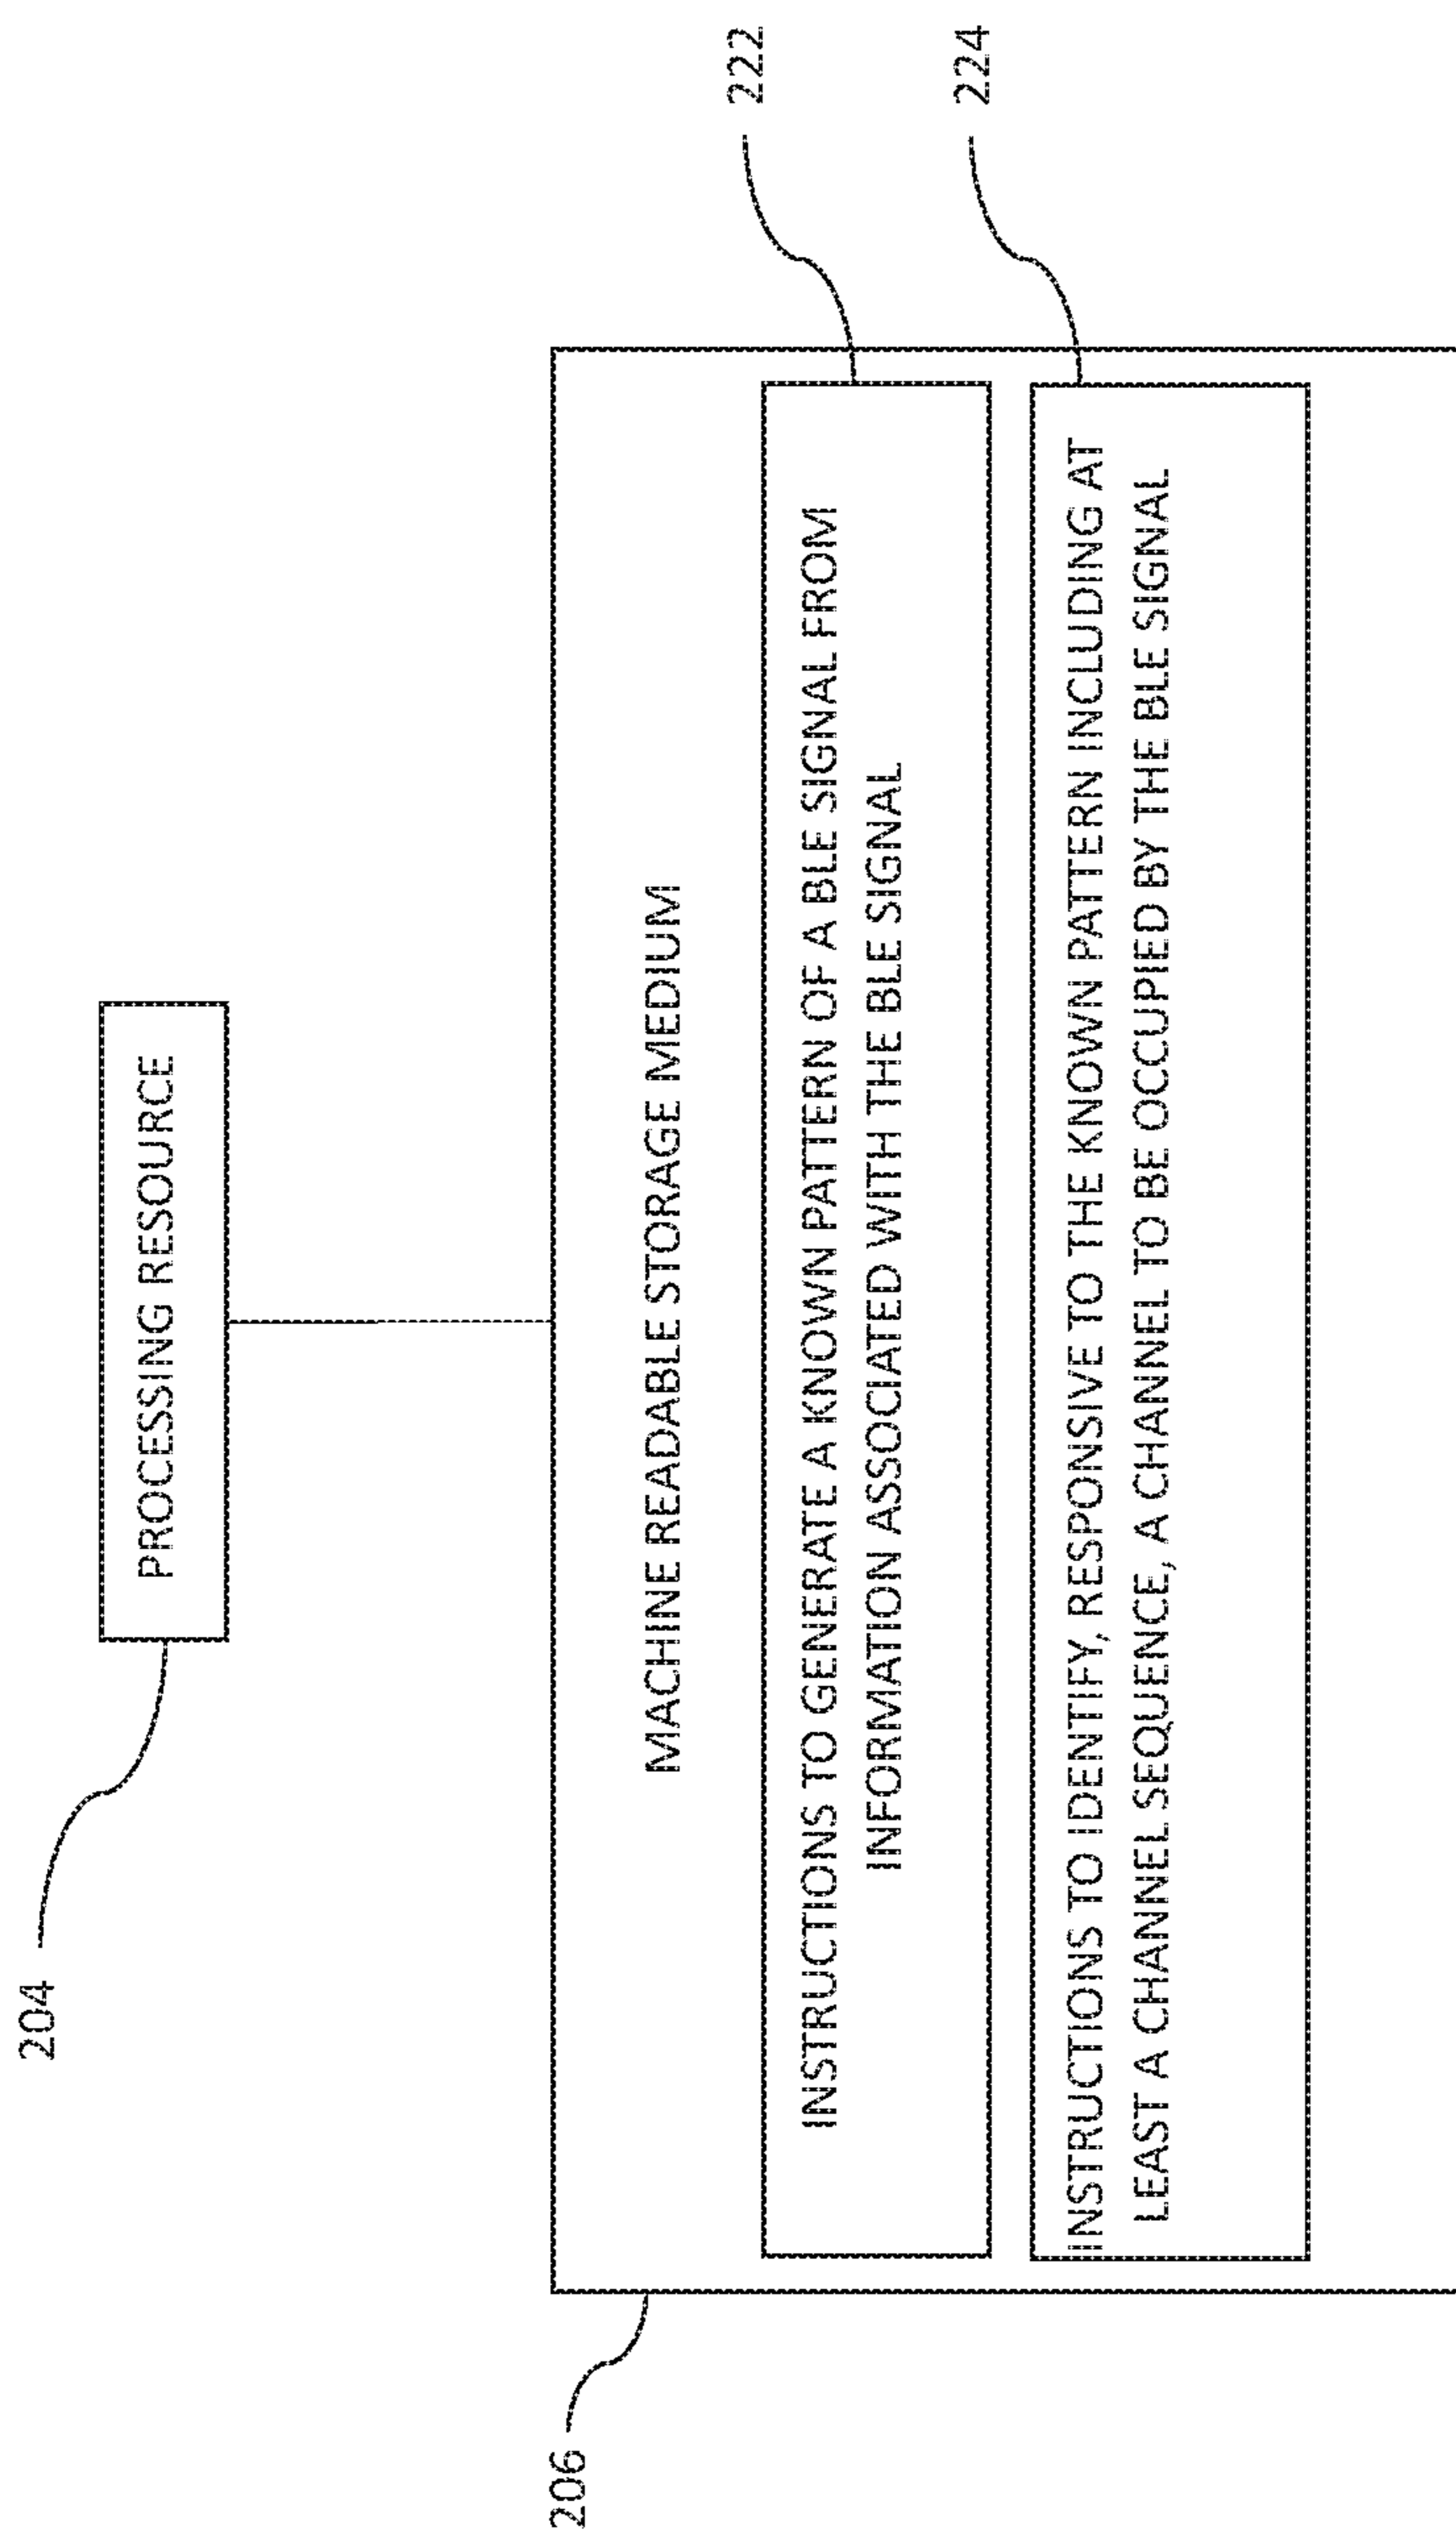 204
PROCESSING RESOURCE
206
MACHINE READABLE STORAGE MEDIUM
INSTRUCTIONS TO GENERATE A KNOWN PATTERN OF A BLE SIGNAL FROM
INFORMATION ASSOCIATED WITH THE BLE SIGNAL
222
INSTRUCTIONS TO IDENTIFY, RESPONSIVE TO THE KNOWN PATTERN INCLUDING AT
LEAST A CHANNEL SEQUENCE, A CHANNEL TO BE OCCUPIED BY THE BLE SIGNAL
224